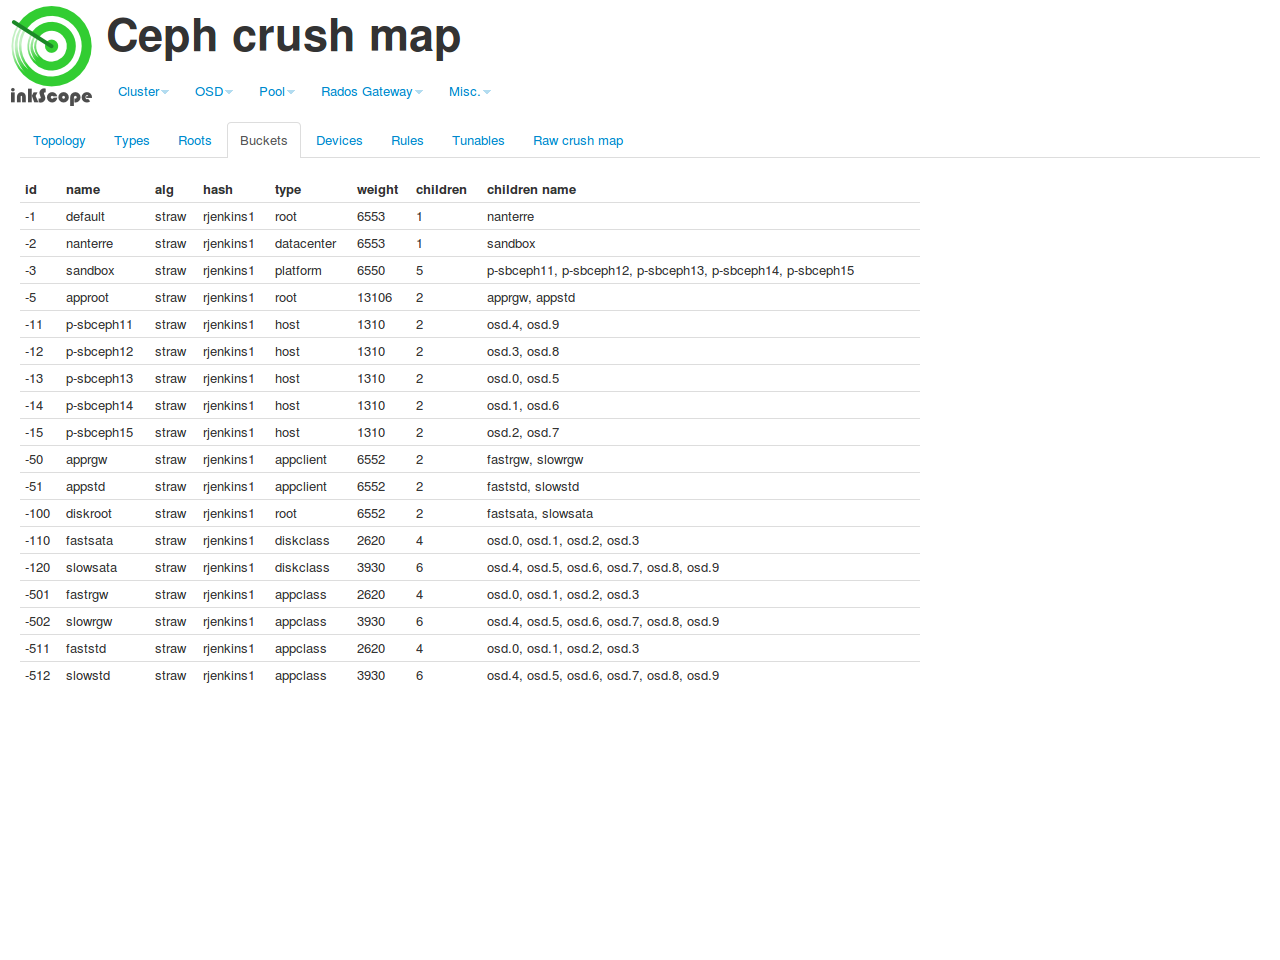 Ceph crush map
inkScope
Cluster OSD Pool Rados Gateway Misc.
Topology Types Roots Buckets Devices Rules Tunables Raw crush map
id name alg hash type weight children children name
-1 default straw rjenkins1 root 6553 1 nanterre
-2 nanterre straw rjenkins1 datacenter 6553 1 sandbox
-3 sandbox straw rjenkins1 platform 6550 5 p-sbceph11, p-sbceph12, p-sbceph13, p-sbceph14, p-sbceph15
-5 approot straw rjenkins1 root 13106 2 apprgw, appstd
-11 p-sbceph11 straw rjenkins1 host 1310 2 osd.4, osd.9
-12 p-sbceph12 straw rjenkins1 host 1310 2 osd.3, osd.8
-13 p-sbceph13 straw rjenkins1 host 1310 2 osd.0, osd.5
-14 p-sbceph14 straw rjenkins1 host 1310 2 osd.1, osd.6
-15 p-sbceph15 straw rjenkins1 host 1310 2 osd.2, osd.7
-50 apprgw straw rjenkins1 appclient 6552 2 fastrgw, slowrgw
-51 appstd straw rjenkins1 appclient 6552 2 faststd, slowstd
-100 diskroot straw rjenkins1 root 6552 2 fastsata, slowsata
-110 fastsata straw rjenkins1 diskclass 2620 4 osd.0, osd.1, osd.2, osd.3
-120 slowsata straw rjenkins1 diskclass 3930 6 osd.4, osd.5, osd.6, osd.7, osd.8, osd.9
-501 fastrgw straw rjenkins1 appclass 2620 4 osd.0, osd.1, osd.2, osd.3
-502 slowrgw straw rjenkins1 appclass 3930 6 osd.4, osd.5, osd.6, osd.7, osd.8, osd.9
-511 faststd straw rjenkins1 appclass 2620 4 osd.0, osd.1, osd.2, osd.3
-512 slowstd straw rjenkins1 appclass 3930 6 osd.4, osd.5, osd.6, osd.7, osd.8, osd.9